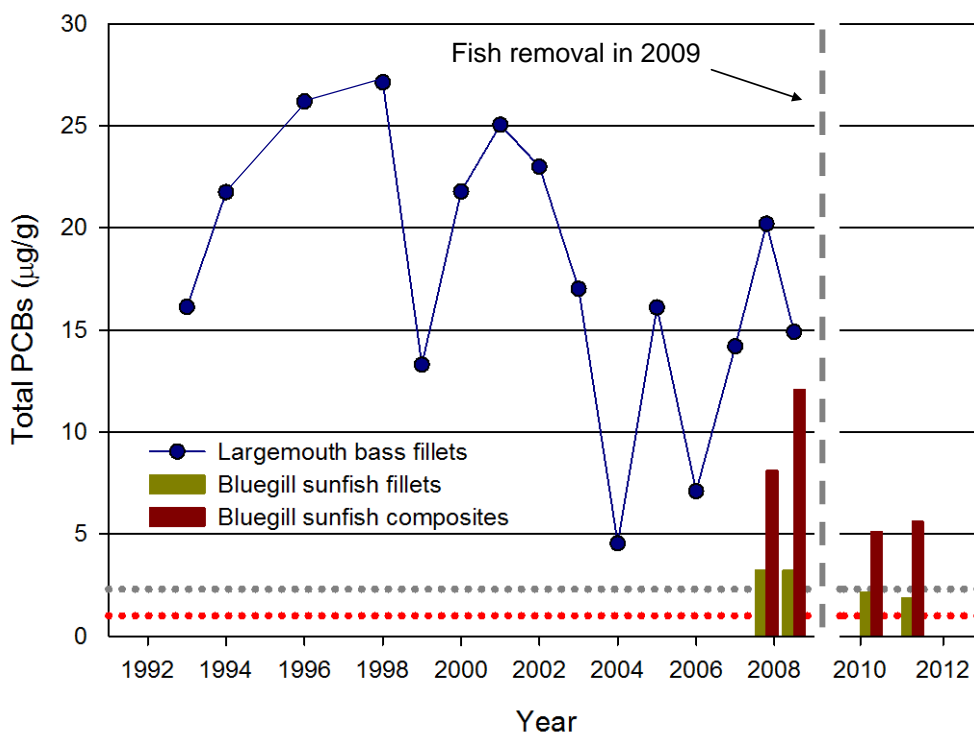 30
Fish removal in 2009
25
20
15
10
5
0
Total PCBs (µg/g)
Largemouth bass fillets
Bluegill sunfish fillets
Bluegill sunfish composites
1992 1994 1996 1998 2000 2002 2004 2006 2008 2010 2012
Year